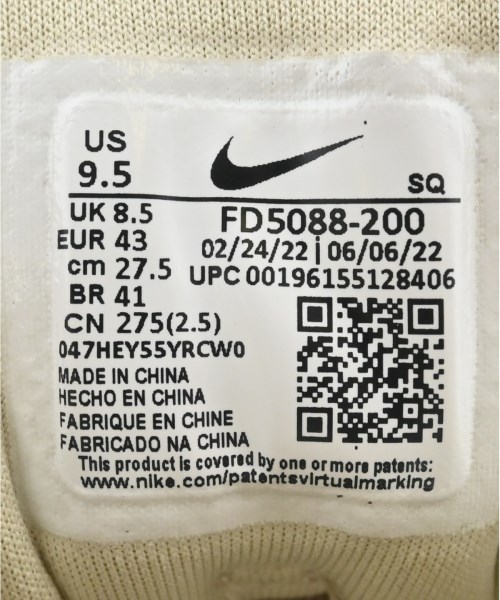 US
9.5
SQ
UK 8.5
EUR 43
cm 27.5
BR 41
CN 275(2.5)
FD5088-200
02/24/22 | 06/06/22
UPC 00196155128406
047HEY55YRCW0
MADE IN CHINA
HECHO EN CHINA
FABRIQUE EN CHINE
FABRICADO NA CHINA
This product is covered by one or more patents:
www.nike.com/patentsvirtualmarking